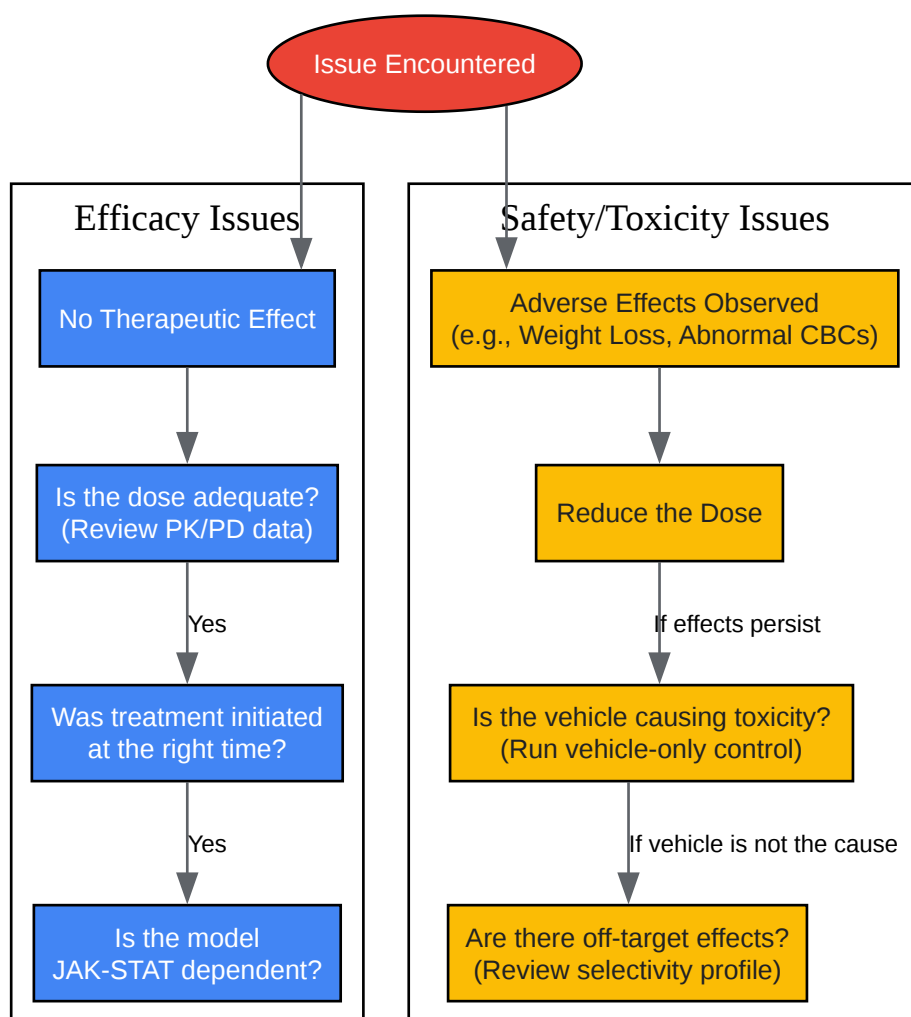 Issue Encountered
Efficacy Issues
No Therapeutic Effect
Is the dose adequate?
(Review PK/PD data)
Yes
Was treatment initiated
at the right time?
Yes
Is the model
JAK-STAT dependent?
Safety/Toxicity Issues
Adverse Effects Observed
(e.g., Weight Loss, Abnormal CBCs)
Reduce the Dose
If effects persist
Is the vehicle causing toxicity?
(Run vehicle-only control)
If vehicle is not the cause
Are there off-target effects?
(Review selectivity profile)